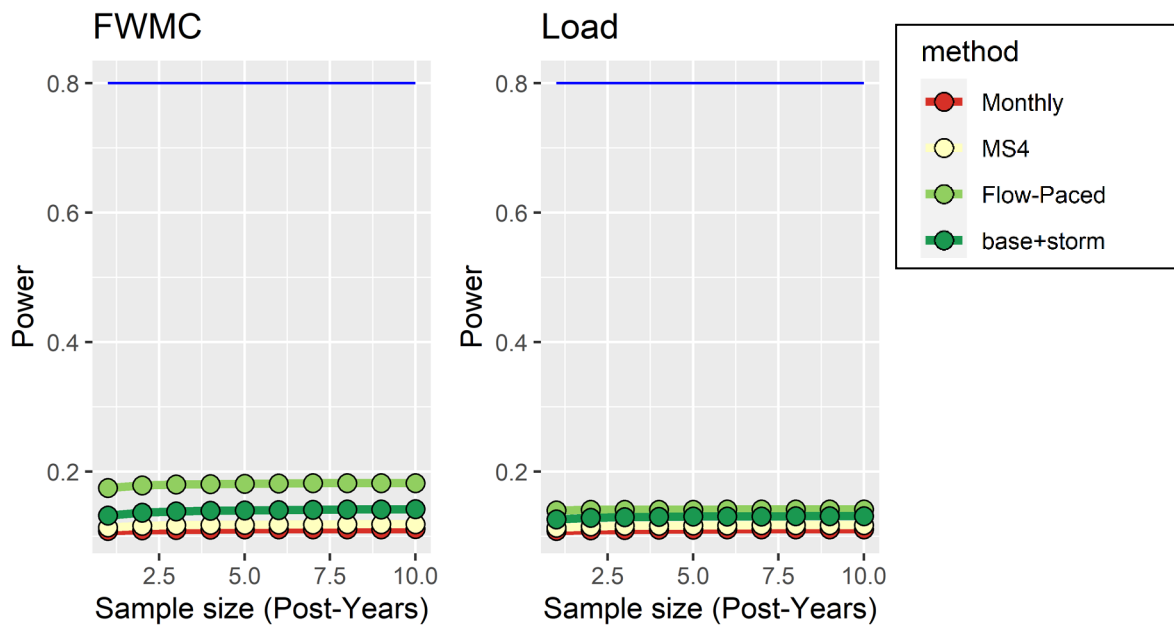 FWMC
Load
method
Monthly
MS4
Flow-Paced
base+storm
Power
0.8
0.6
0.4
0.2
2.5
5.0
7.5
10.0
Sample size (Post-Years)
Power
0.8
0.6
0.4
0.2
2.5
5.0
7.5
10.0
Sample size (Post-Years)